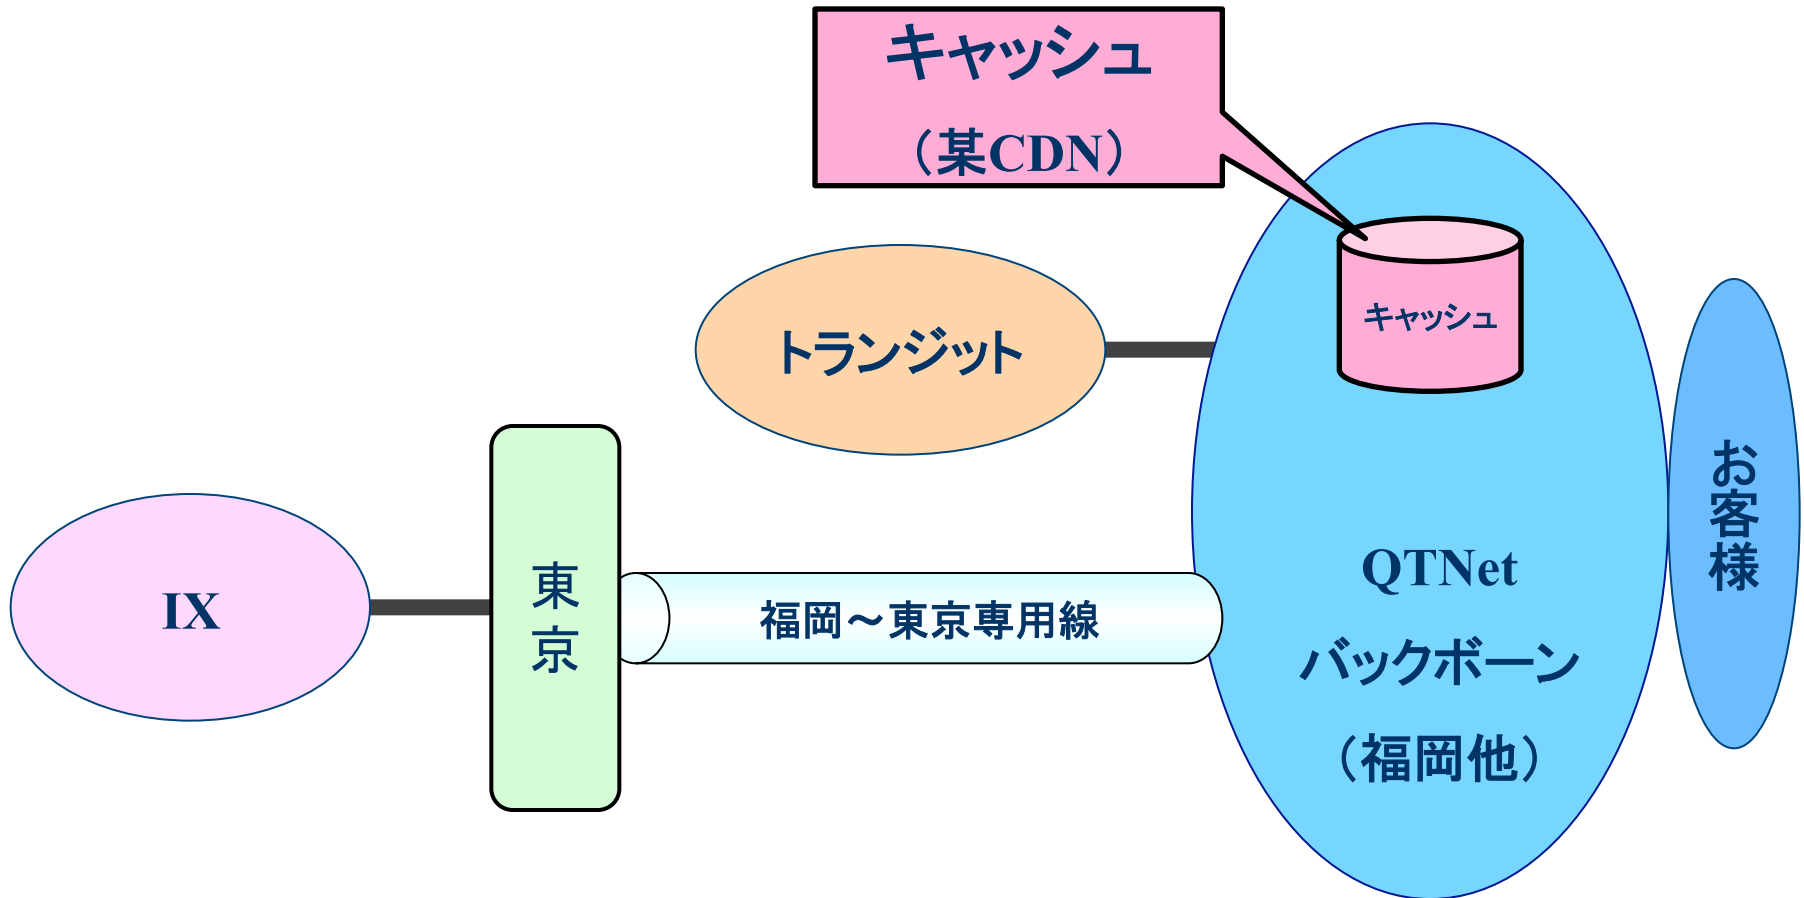 キャッシュ
（某CDN）
キャッシュ
トランジット
お客様
東京
IX
福岡～東京専用線
QTNet
バックボーン
（福岡他）